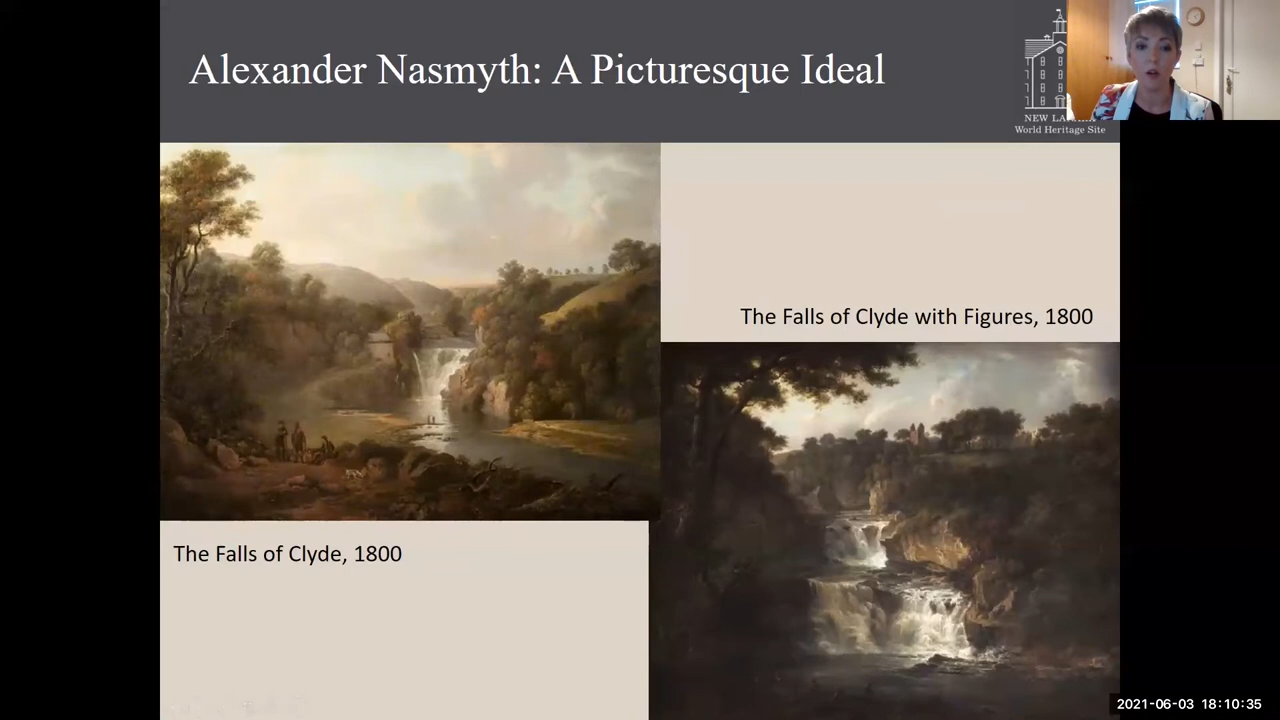 Alexander Nasmyth: A Picturesque Ideal
NEW
World Heritage Site
The Falls of Clyde with Figures, 1800
The Falls of Clyde, 1800
2021-06-03 18:10:35